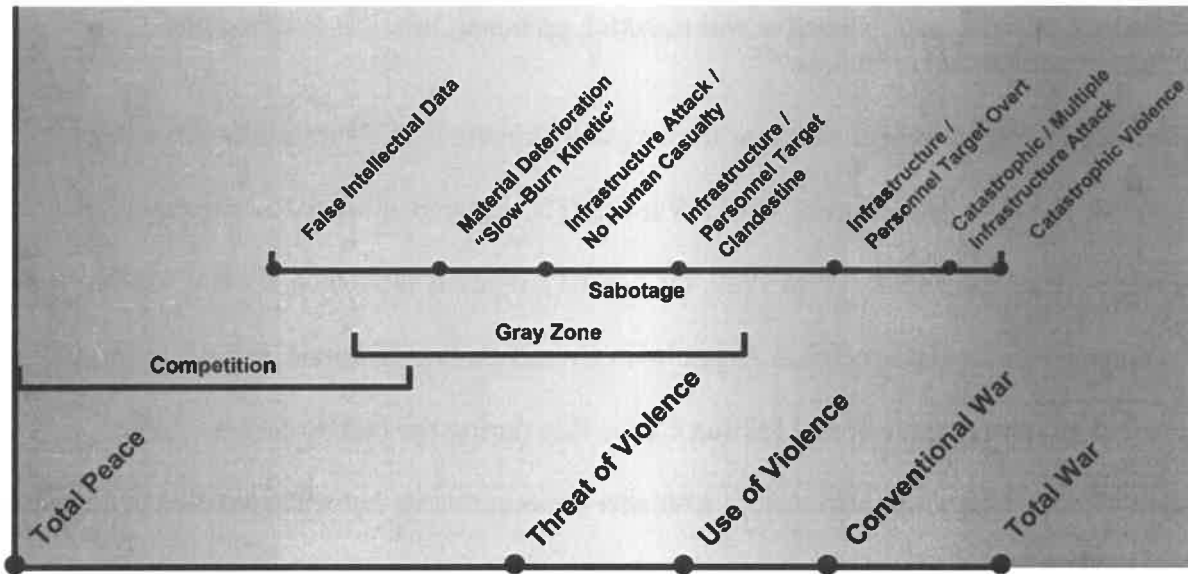 False Intellectual Data
Material Deterioration
"Slow-Burn Kinetic"
Infrastructure Attack /
No Human Casualty
Infrastructure /
Personnel Target
Clandestine
Infrastructure /
Personnel Target Overt
Catastrophic / Multiple
Infrastructure Attack
Catastrophic Violence
Sabotage
Gray Zone
Competition
Total Peace
Threat of Violence
Use of Violence
Conventional War
Total War